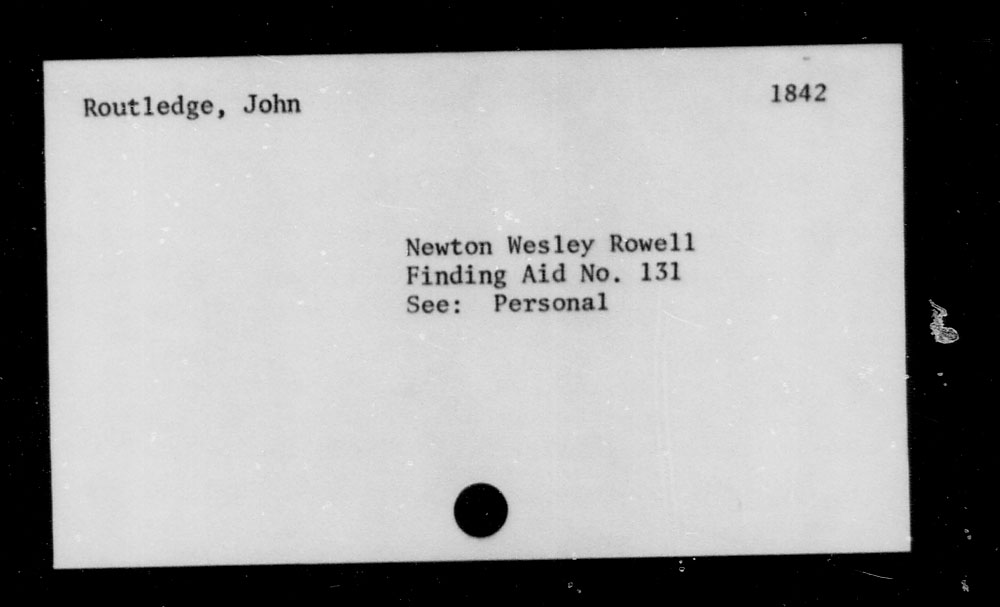 Routledge, John
1842
Newton Wesley Rowell
Finding Aid No. 131
See: Personal